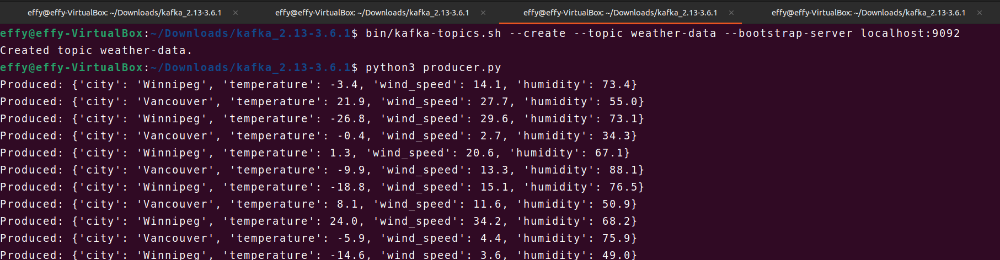 effy@effy-VirtualBox: ~/Downloads/kafka_2.13-3.6.1 × effy@effy-VirtualBox: ~/Downloads/kafka_2.13-3.6.1 × effy@effy-VirtualBox: ~/Downloads/kafka_2.13-3.6.1 × effy@effy-VirtualBox: ~/Downloads/kafka_2.13-3.6.1 ×
effy@effy-VirtualBox:~/Downloads/kafka_2.13-3.6.1$ bin/kafka-topics.sh --create --topic weather-data --bootstrap-server localhost:9092
Created topic weather-data.
effy@effy-VirtualBox:~/Downloads/kafka_2.13-3.6.1$ python3 producer.py
Produced: {'city': 'Winnipeg', 'temperature': -3.4, 'wind_speed': 14.1, 'humidity': 73.4}
Produced: {'city': 'Vancouver', 'temperature': 21.9, 'wind_speed': 27.7, 'humidity': 55.0}
Produced: {'city': 'Winnipeg', 'temperature': -26.8, 'wind_speed': 29.6, 'humidity': 73.1}
Produced: {'city': 'Vancouver', 'temperature': -0.4, 'wind_speed': 2.7, 'humidity': 34.3}
Produced: {'city': 'Winnipeg', 'temperature': 1.3, 'wind_speed': 20.6, 'humidity': 67.1}
Produced: {'city': 'Vancouver', 'temperature': -9.9, 'wind_speed': 13.3, 'humidity': 88.1}
Produced: {'city': 'Winnipeg', 'temperature': -18.8, 'wind_speed': 15.1, 'humidity': 76.5}
Produced: {'city': 'Vancouver', 'temperature': 8.1, 'wind_speed': 11.6, 'humidity': 50.9}
Produced: {'city': 'Winnipeg', 'temperature': 24.0, 'wind_speed': 34.2, 'humidity': 68.2}
Produced: {'city': 'Vancouver', 'temperature': -5.9, 'wind_speed': 4.4, 'humidity': 75.9}
Produced: {'city': 'Winnipeg', 'temperature': -14.6, 'wind_speed': 3.6, 'humidity': 49.0}